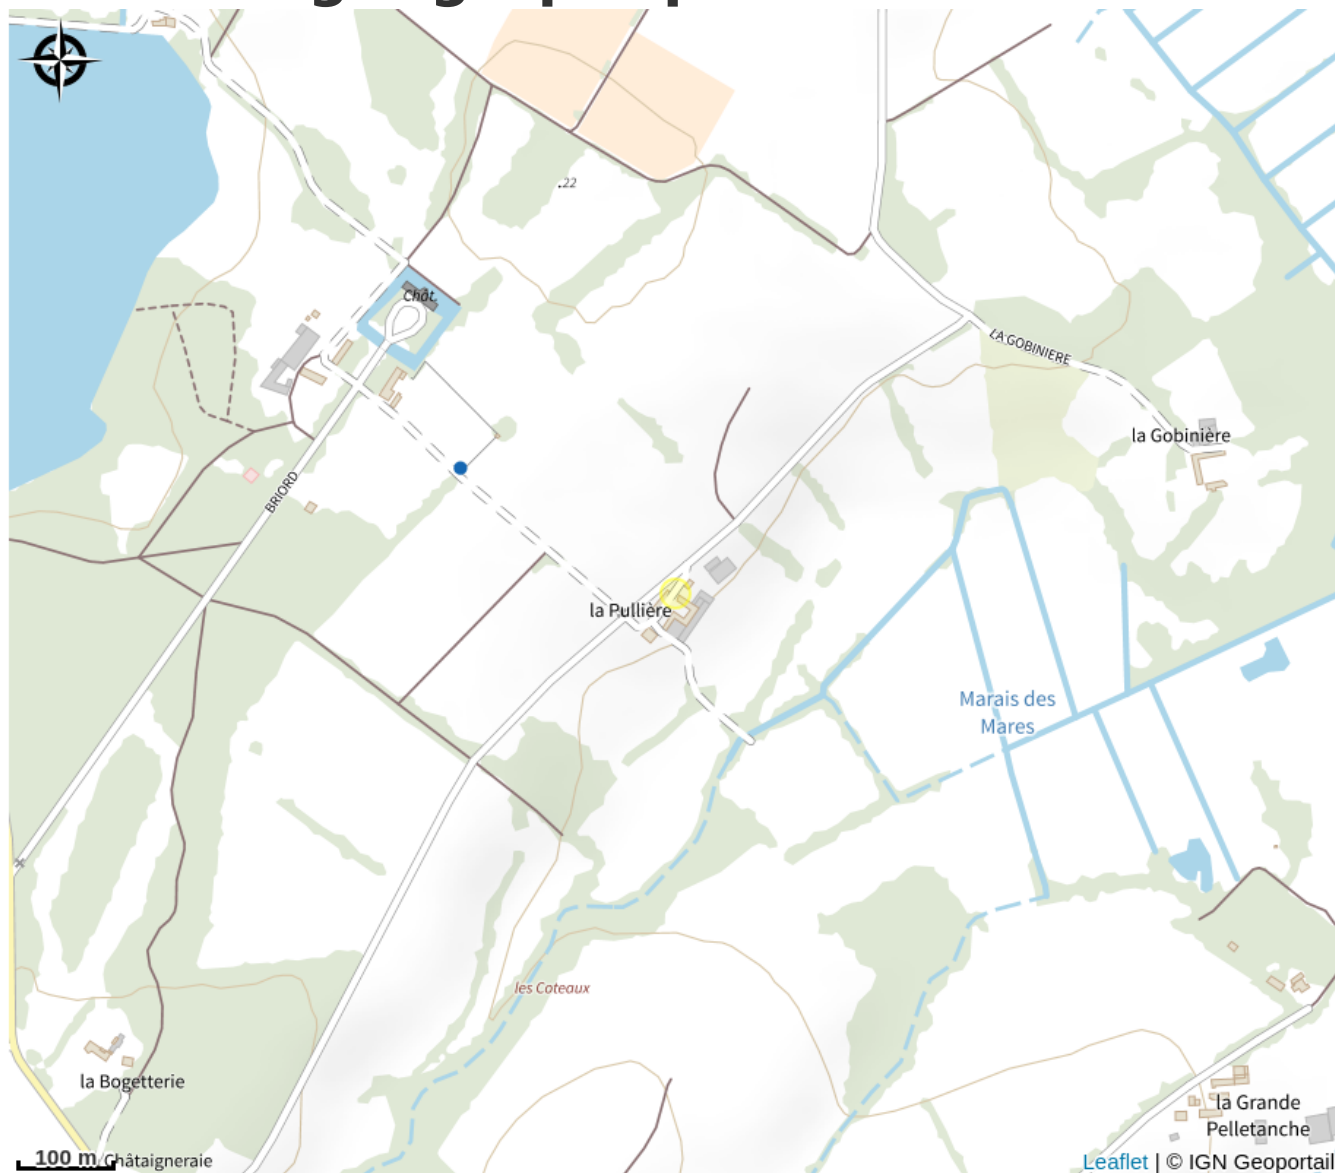 .22
Chât.
LA GOBINIERE
la Gobinière
BRIORD
la Pullière
Marais des
Mares
les Coteaux
la Bogetterie
la Grande
Pelletanche
100 m
Châtaigneraie
Leaflet | © IGN Geoportail